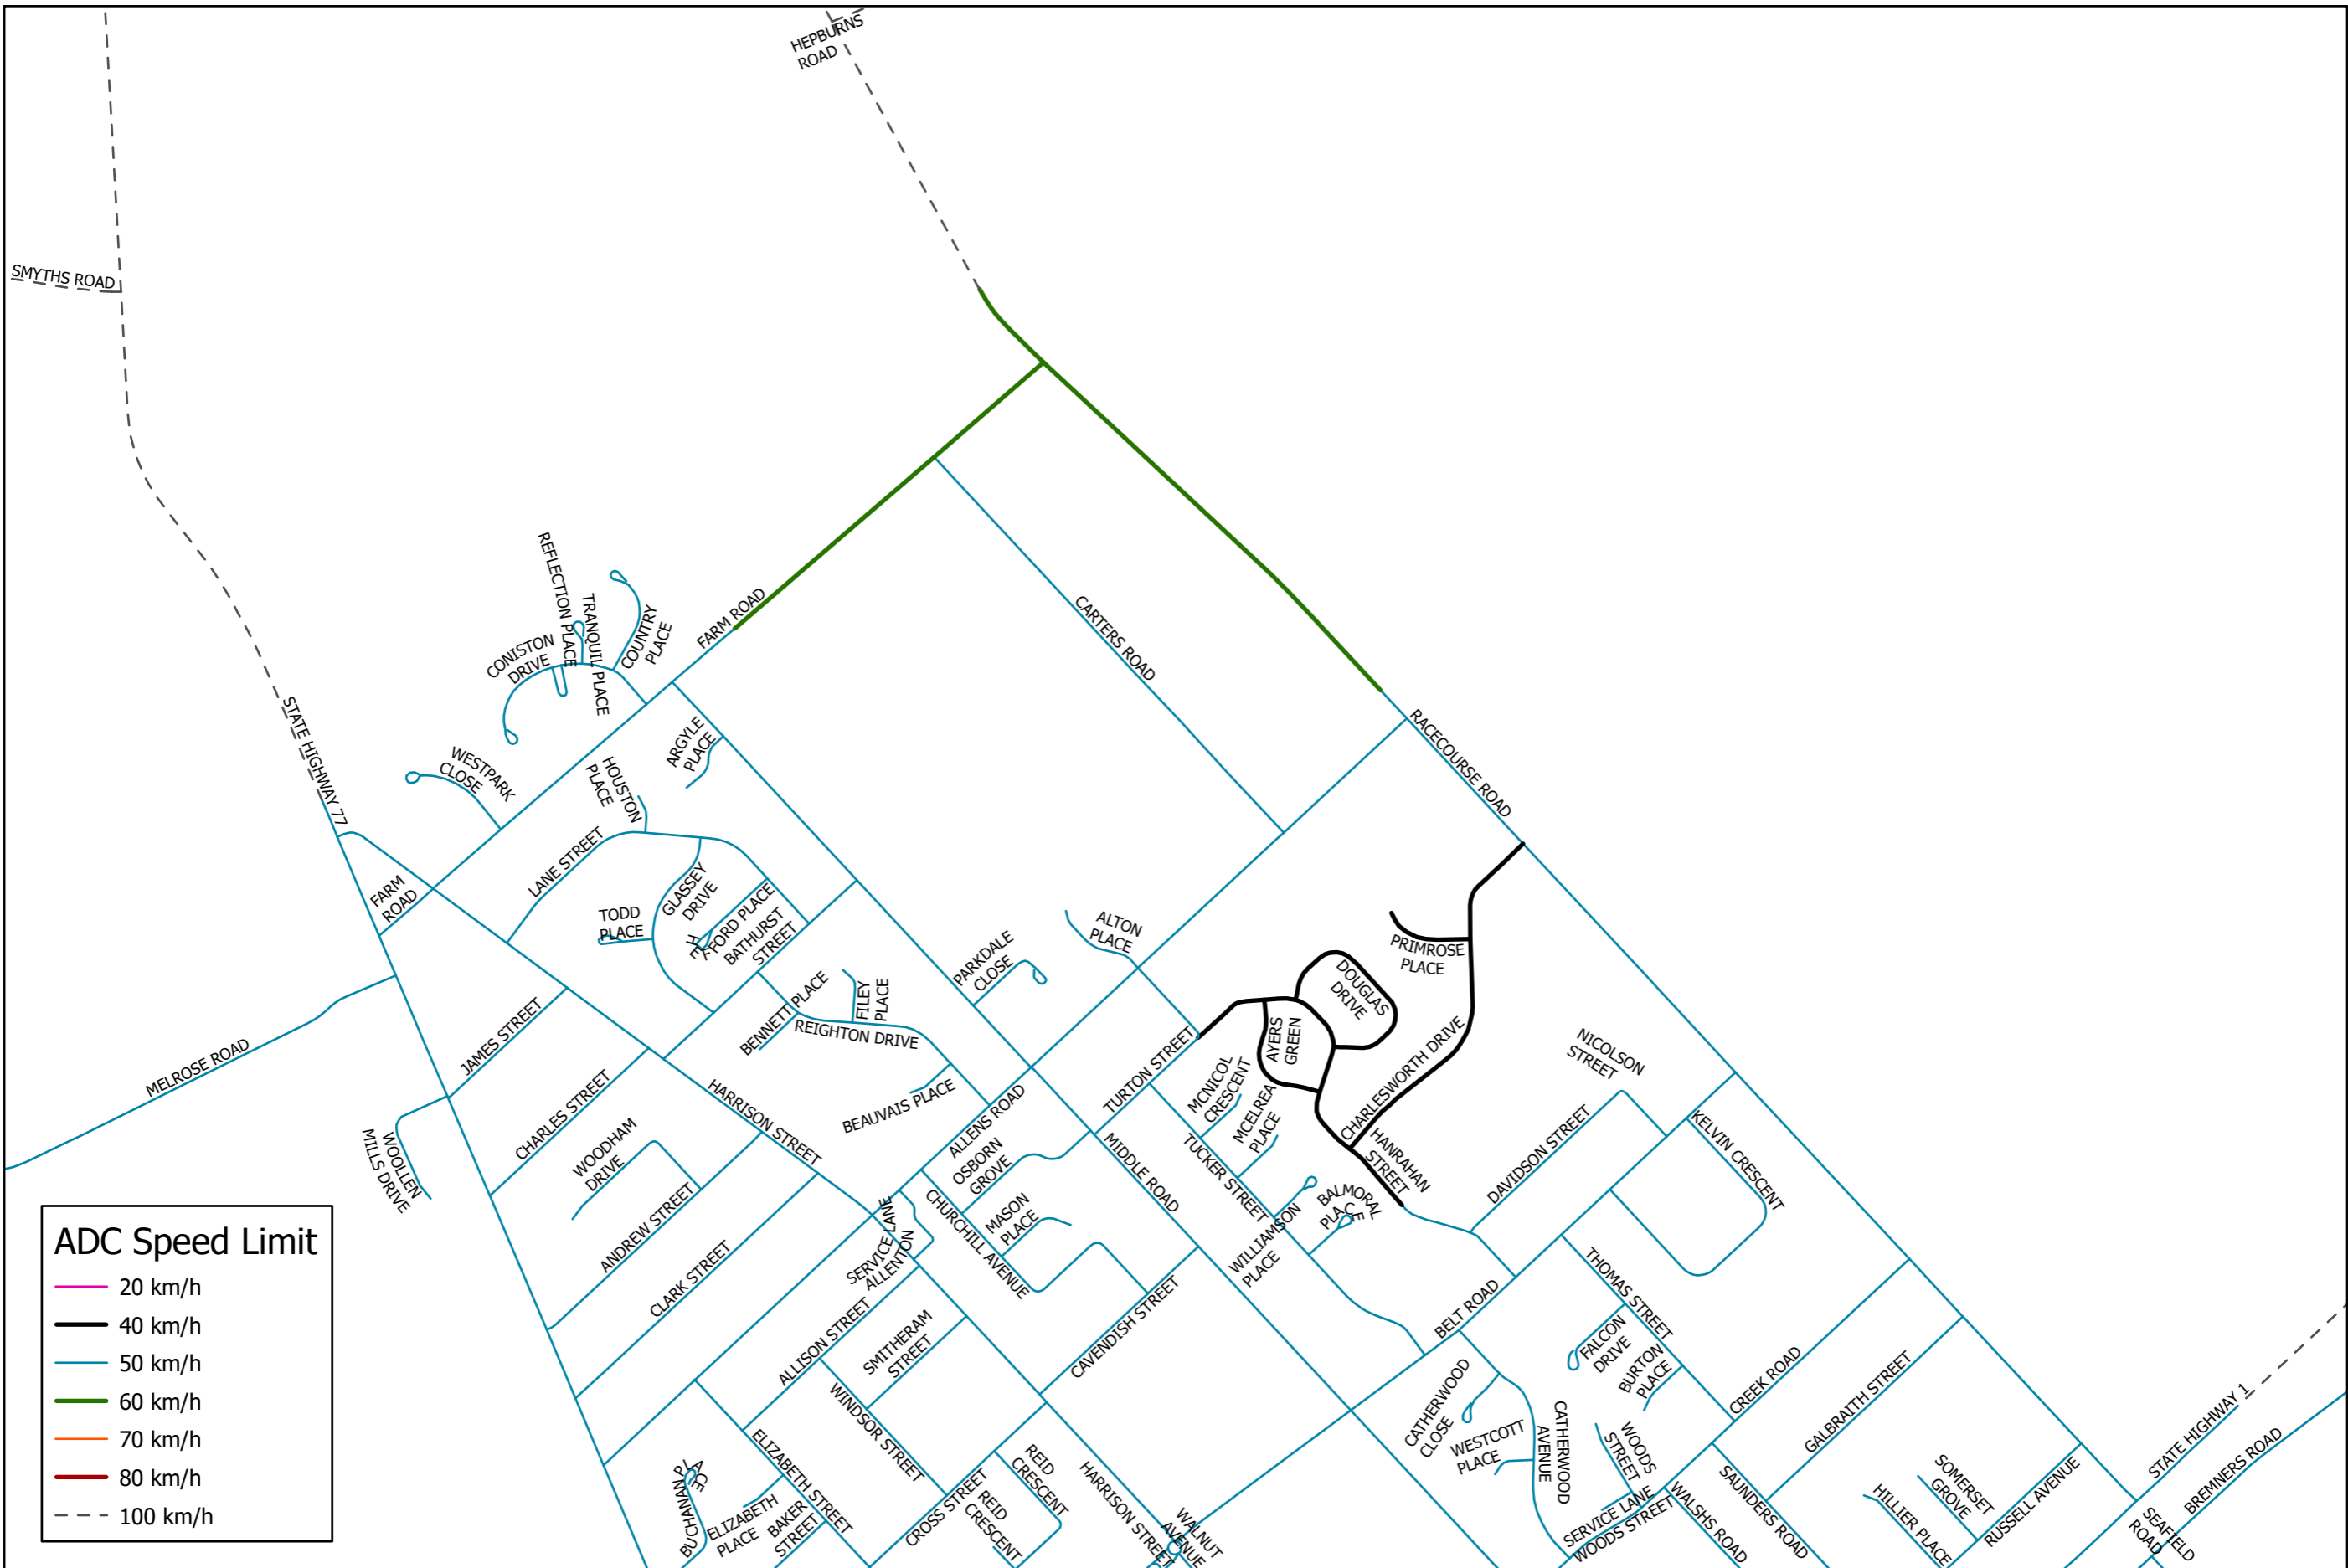 HEPBURNS
ROAD
SMYTHS ROAD
REFLECTION PLACE
TRANQUIL PLACE
COUNTRY
PLACE
CONISTON
DRIVE
FARM ROAD
CARTERS ROAD
STATE HIGHWAY 77
WESTPARK
CLOSE
ARGYLE
PLACE
HOUSTON
PLACE
RACECOURSE ROAD
LANE STREET
FARM
ROAD
GLASSEY
DRIVE
TODD
PLACE
HEFFORD PLACE
BATHURST
STREET
ALTON
PLACE
PARKDALE
CLOSE
PRIMROSE
PLACE
DOUGLAS
DRIVE
AYERS
GREEN
BENNETT PLACE
FILEY
PLACE
REIGHTON DRIVE
JAMES STREET
MELROSE ROAD
CHARLES STREET
HARRISON STREET
BEAUVAIS PLACE
ALLENS ROAD
TURTON STREET
MCNICOL
CRESCENT
MCELREA
PLACE
CHARLESWORTH DRIVE
HANRAHAN
STREET
NICOLSON
STREET
DAVIDSON STREET
KELVIN CRESCENT
WOOLLEN
MILLS DRIVE
WOODHAM
DRIVE
ANDREW STREET
CLARK STREET
SERVICE LANE
ALLENTON
OSBORN
GROVE
CHURCHILL AVENUE
MASON
PLACE
MIDDLE ROAD
TUCKER STREET
WILLIAMSON
PLACE
BALMORAL
PLACE
BELT ROAD
THOMAS STREET
FALCON
DRIVE
BURTON
PLACE
CREEK ROAD
GALBRAITH STREET
ALLISON STREET
SMITHERAM
STREET
WINDSOR STREET
CAVENDISH STREET
CATHERWOOD
CLOSE
WESTCOTT
PLACE
CATHERWOOD
AVENUE
WOODS
STREET
SERVICE LANE
WOODS STREET
WALSHS ROAD
SAUNDERS ROAD
HILLIER PLACE
SOMERSET
GROVE
RUSSELL AVENUE
STATE HIGHWAY 1
BREMNERS ROAD
SEAFIELD
ROAD
BUCHANAN PLACE
ELIZABETH STREET
ELIZABETH
PLACE
BAKER
STREET
CROSS STREET
REID
CRESCENT
REID
CRESCENT
HARRISON STREET
WALNUT
AVENUE
ADC Speed Limit
20 km/h
40 km/h
50 km/h
60 km/h
70 km/h
80 km/h
100 km/h